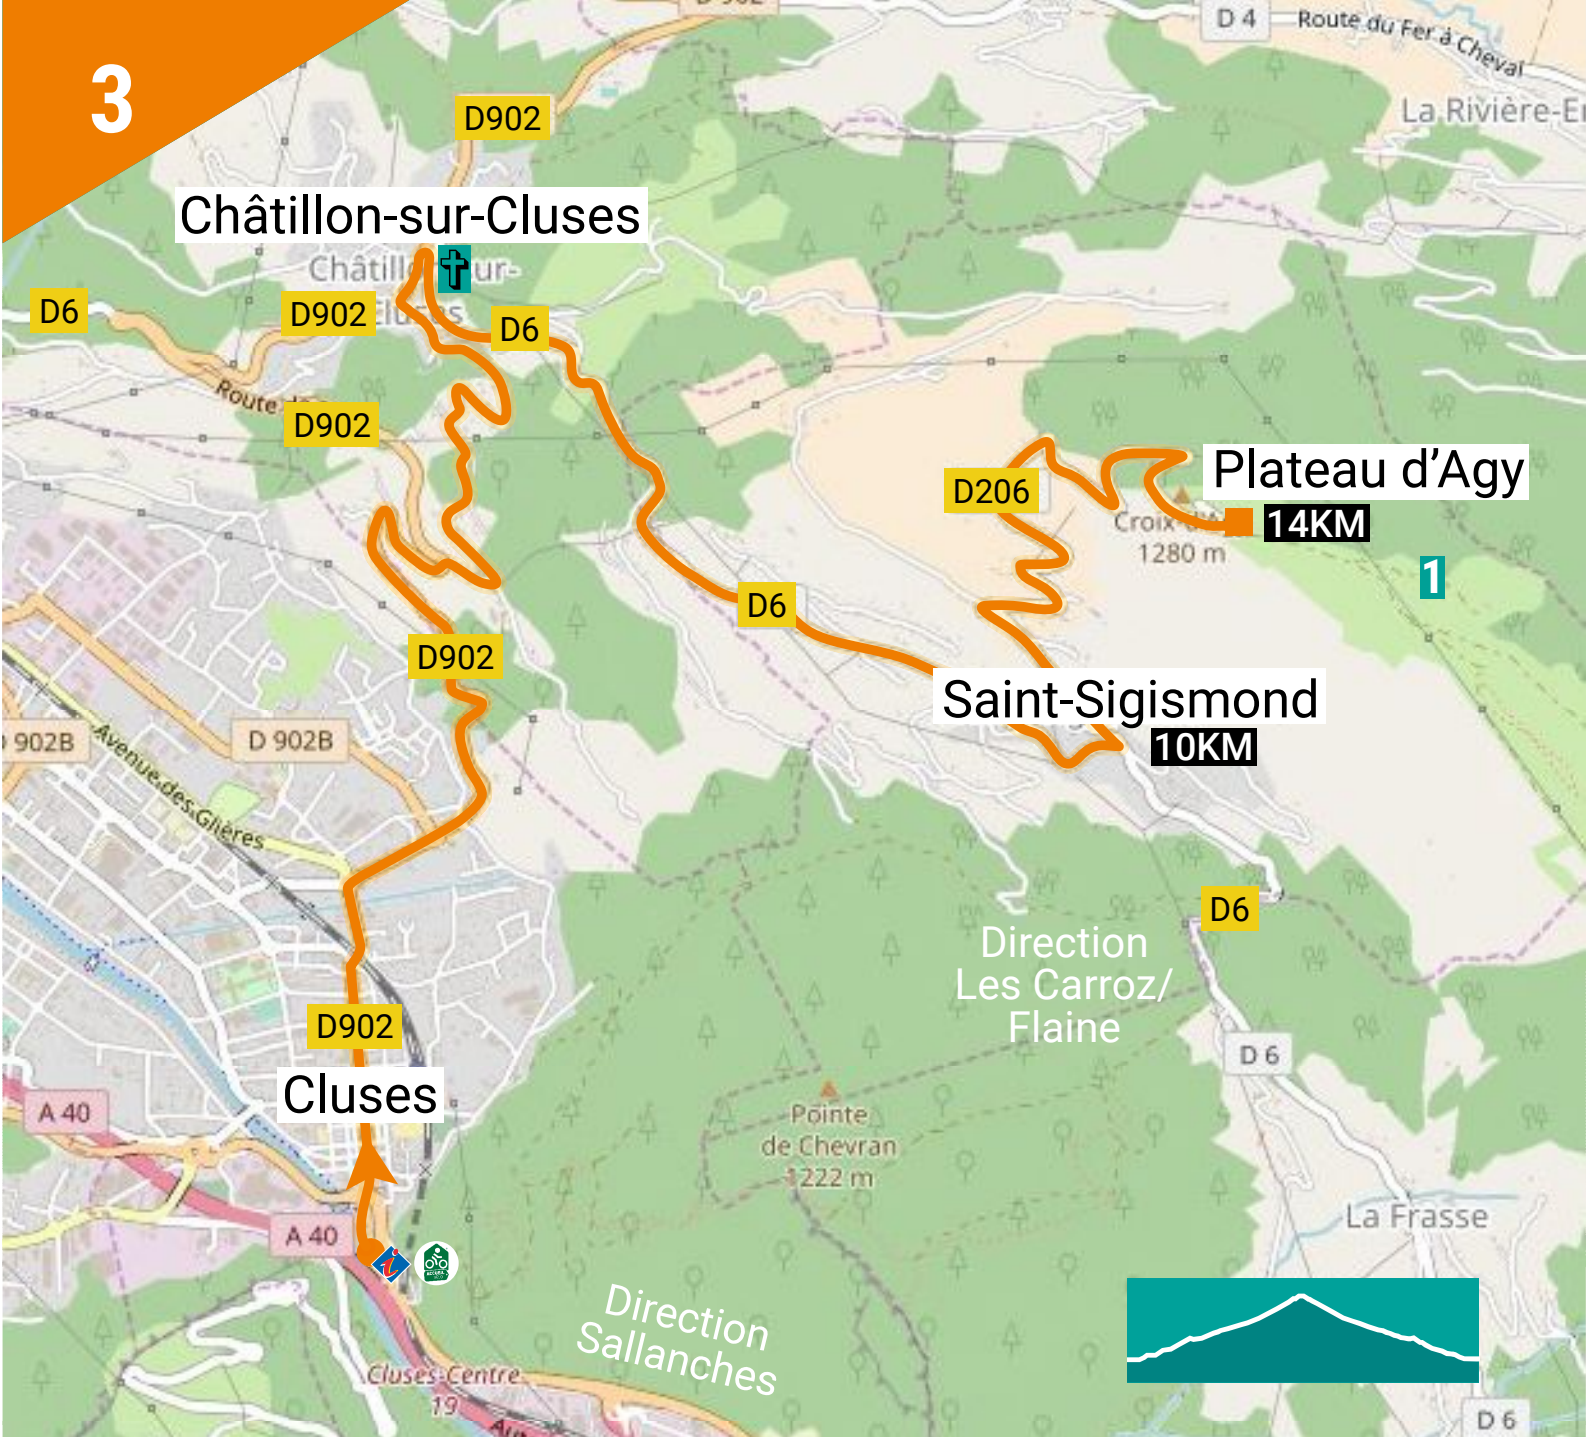 3
D 4
Route du Fer à Cheval
La Rivière-En
D902
Châtillon-sur-Cluses
D6
D902
D6
Route
D902
D206
Plateau d'Agy
14KM
1280 m
1
D6
D902
Saint-Sigismond
10KM
902B
D 902B
Avenue des Glières
D6
Direction
Les Carroz/
Flaine
D902
D 6
Cluses
A 40
Pointe
de Chevran
1222 m
La Frasse
A 40
i
Direction
Sallanches
Cluses-Centre
19
D 6